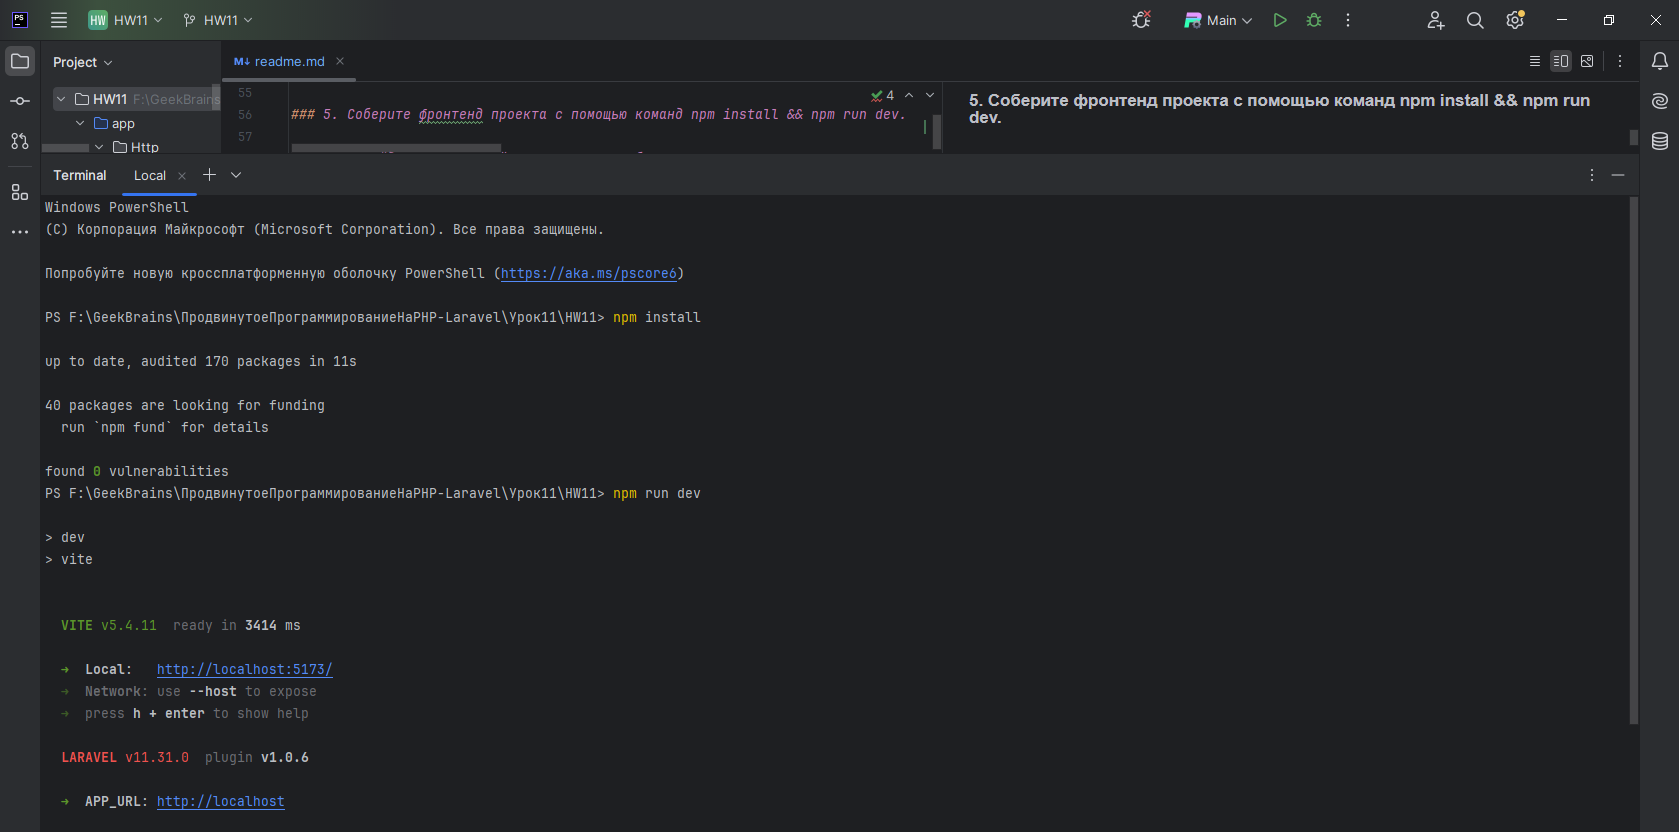 PS
HW HW11 HW11 Main
Project
M↓ readme.md
HW11 F:\GeekBrains
app
Http
55
56 ### 5. Соберите фронтенд проекта с помощью команд npm install && npm run dev.
57
4
5. Соберите фронтенд проекта с помощью команд npm install && npm run
dev.
Terminal Local
Windows PowerShell
(C) Корпорация Майкрософт (Microsoft Corporation). Все права защищены.
Попробуйте новую кроссплатформенную оболочку PowerShell (https://aka.ms/pscore6)
PS F:\GeekBrains\ПродвинутоеПрограммированиеНаPHP-Laravel\Урок11\HW11> npm install
up to date, audited 170 packages in 11s
40 packages are looking for funding
run `npm fund` for details
found 0 vulnerabilities
PS F:\GeekBrains\ПродвинутоеПрограммированиеНаPHP-Laravel\Урок11\HW11> npm run dev
> dev
> vite
VITE v5.4.11 ready in 3414 ms
➜ Local: http://localhost:5173/
➜ Network: use --host to expose
➜ press h + enter to show help
LARAVEL v11.31.0 plugin v1.0.6
➜ APP_URL: http://localhost